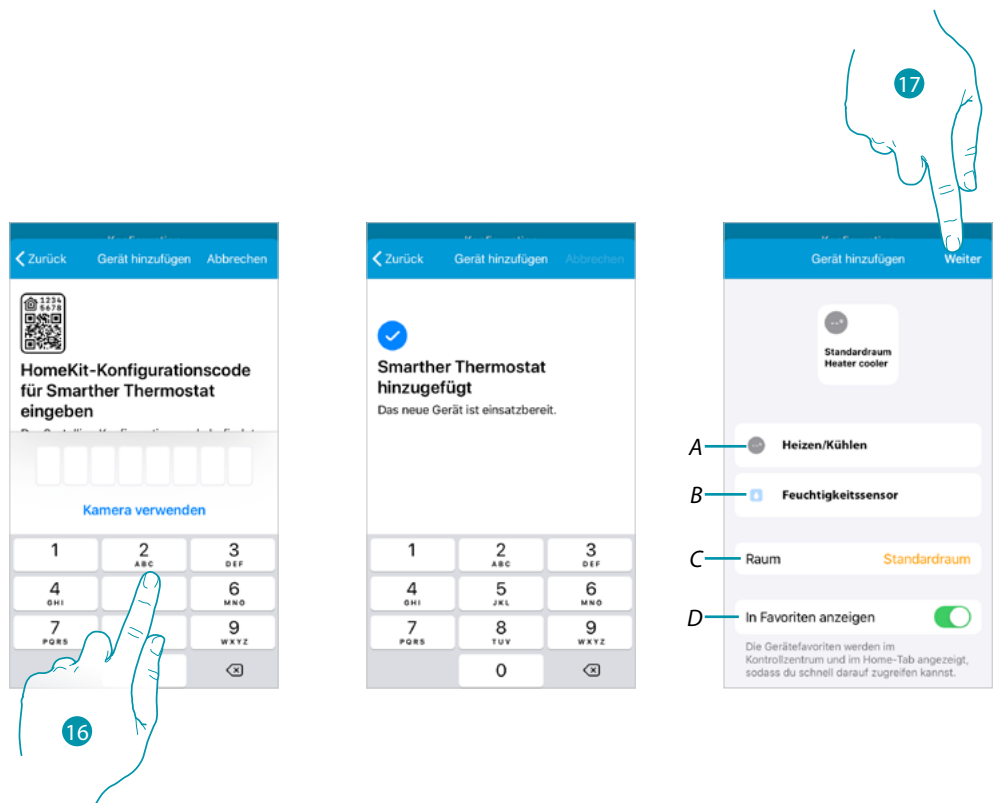 17
Zurück
Gerät hinzufügen
Abbrechen
1234
5678
HomeKit-Konfigurationscode
für Smarther Thermostat
eingeben
Kamera verwenden
1
2
ABC
3
DEF
4
GHI
6
MNO
7
PQRS
9
WXYZ
16
Zurück
Gerät hinzufügen
Abbrechen
Smarther Thermostat
hinzugefügt
Das neue Gerät ist einsatzbereit.
1
2
ABC
3
DEF
4
GHI
5
JKL
6
MNO
7
PQRS
8
TUV
9
WXYZ
0
Gerät hinzufügen
Weiter
Standardraum
Heater cooler
A
Heizen/Kühlen
B
Feuchtigkeitssensor
C
Raum
Standardraum
D
In Favoriten anzeigen
Die Gerätefavoriten werden im
Kontrollzentrum und im Home-Tab angezeigt,
sodass du schnell darauf zugreifen kannst.